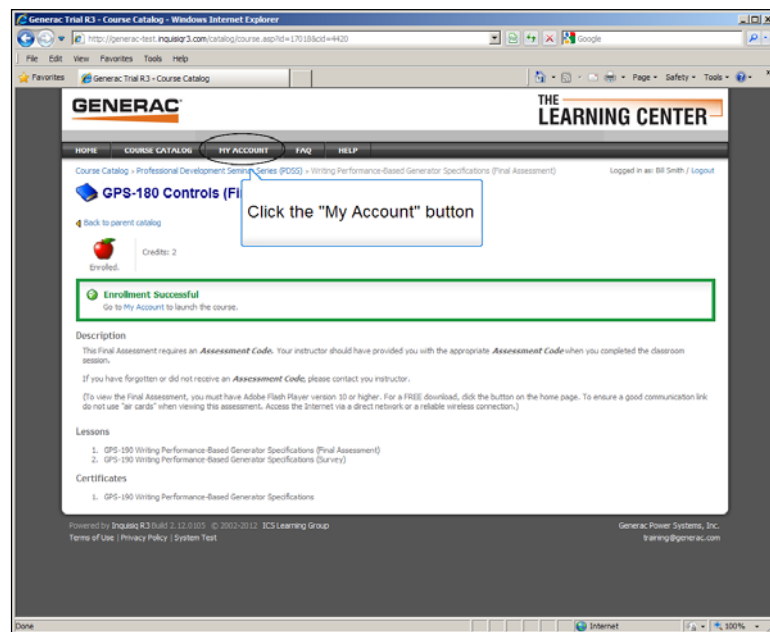 Generac Trial R3 - Course Catalog - Windows Internet Explorer
http://generac-test.inquisiqr3.com/catalog/course.asp?id=17018&cid=4420
Google
File Edit View Favorites Tools Help
Favorites Generac Trial R3 - Course Catalog Page Safety Tools
GENERAC
THE
LEARNING CENTER
HOME COURSE CATALOG MY ACCOUNT FAQ HELP
Course Catalog » Professional Development Seminar Series (PDSS) » Writing Performance-Based Generator Specifications (Final Assessment) Logged in as: Bill Smith / Logout
GPS-180 Controls (Fi
Click the "My Account" button
Back to parent catalog
Credits: 2
Enrolled.
Enrollment Successful
Go to My Account to launch the course.
Description
This Final Assessment requires an Assessment Code. Your instructor should have provided you with the appropriate Assessment Code when you completed the classroom
session.
If you have forgotten or did not receive an Assessment Code, please contact you instructor.
(To view the Final Assessment, you must have Adobe Flash Player version 10 or higher. For a FREE download, click the button on the home page. To ensure a good communication link
do not use "air cards" when viewing this assessment. Access the Internet via a direct network or a reliable wireless connection.)
Lessons
1. GPS-190 Writing Performance-Based Generator Specifications (Final Assessment)
2. GPS-190 Writing Performance-Based Generator Specifications (Survey)
Certificates
1. GPS-190 Writing Performance-Based Generator Specifications
Powered by Inquisiq R3 Build 2.12.0105 © 2002-2012 ICS Learning Group Generac Power Systems, Inc.
Terms of Use | Privacy Policy | System Test training@generac.com
Done Internet 100%